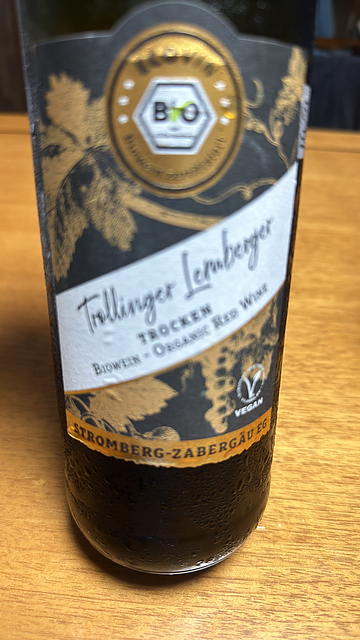 BIO
Trollinger Lemberger
TROCKEN
BIOWEIN - ORGANIC RED WINE
VEGAN
STROMBERG-ZABERGÄU EG